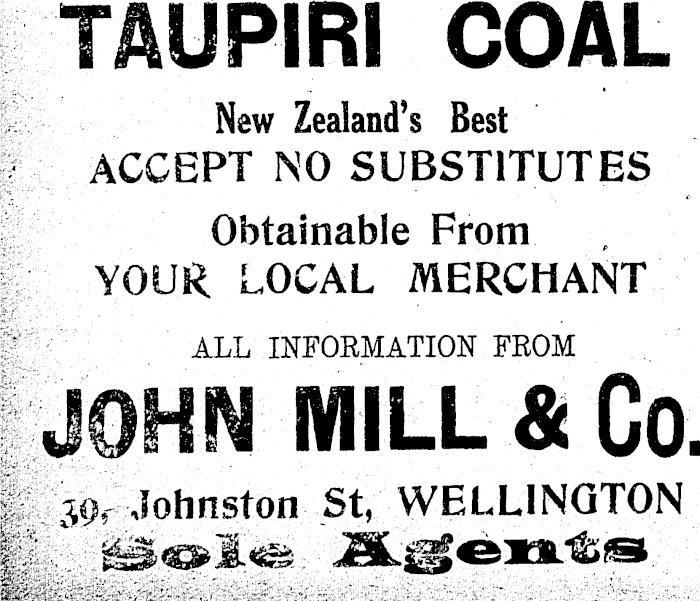 TAUPIRI COAL
New Zealand's Best
ACCEPT NO SUBSTITUTES
Obtainable From
YOUR LOCAL MERCHANT
ALL INFORMATION FROM
JOHN MILL & Co.
39, Johnston St, WELLINGTON
Sole Agents